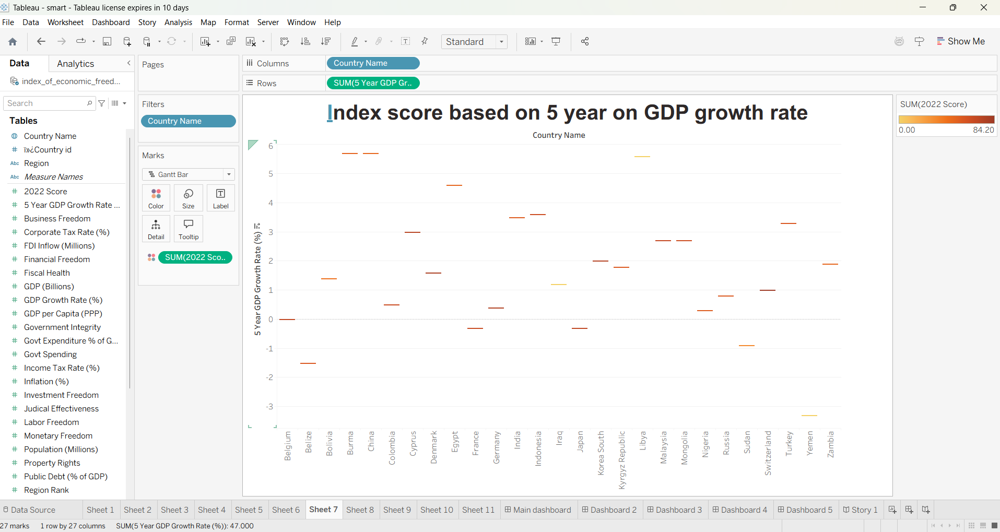 Tableau - smart - Tableau license expires in 10 days
File Data Worksheet Dashboard Story Analysis Map Format Server Window Help
Standard
Show Me
Data Analytics
index_of_economic_freed...
Search
Tables
Country Name
ï»¿Country id
Region
Measure Names
2022 Score
5 Year GDP Growth Rate ...
Business Freedom
Corporate Tax Rate (%)
FDI Inflow (Millions)
Financial Freedom
Fiscal Health
GDP (Billions)
GDP Growth Rate (%)
GDP per Capita (PPP)
Government Integrity
Govt Expenditure % of G...
Govt Spending
Income Tax Rate (%)
Inflation (%)
Investment Freedom
Judical Effectiveness
Labor Freedom
Monetary Freedom
Population (Millions)
Property Rights
Public Debt (% of GDP)
Region Rank
Pages
Filters
Country Name
Marks
Gantt Bar
Color Size Label
Detail Tooltip
SUM(2022 Sco..
Columns Country Name
Rows SUM(5 Year GDP Gr..
Index score based on 5 year on GDP growth rate
Country Name
5 Year GDP Growth Rate (%)
6
5
4
3
2
1
0
-1
-2
-3
Belgium
Belize
Bolivia
Burma
China
Colombia
Cyprus
Denmark
Egypt
France
Germany
India
Indonesia
Iraq
Japan
Korea South
Kyrgyz Republic
Libya
Malaysia
Mongolia
Nigeria
Russia
Sudan
Switzerland
Turkey
Yemen
Zambia
SUM(2022 Score)
0.00 84.20
Data Source Sheet 1 Sheet 2 Sheet 3 Sheet 4 Sheet 5 Sheet 6 Sheet 7 Sheet 8 Sheet 9 Sheet 10 Sheet 11 Main dashboard Dashboard 2 Dashboard 3 Dashboard 4 Dashboard 5 Story 1
27 marks 1 row by 27 columns SUM(5 Year GDP Growth Rate (%)): 47.000